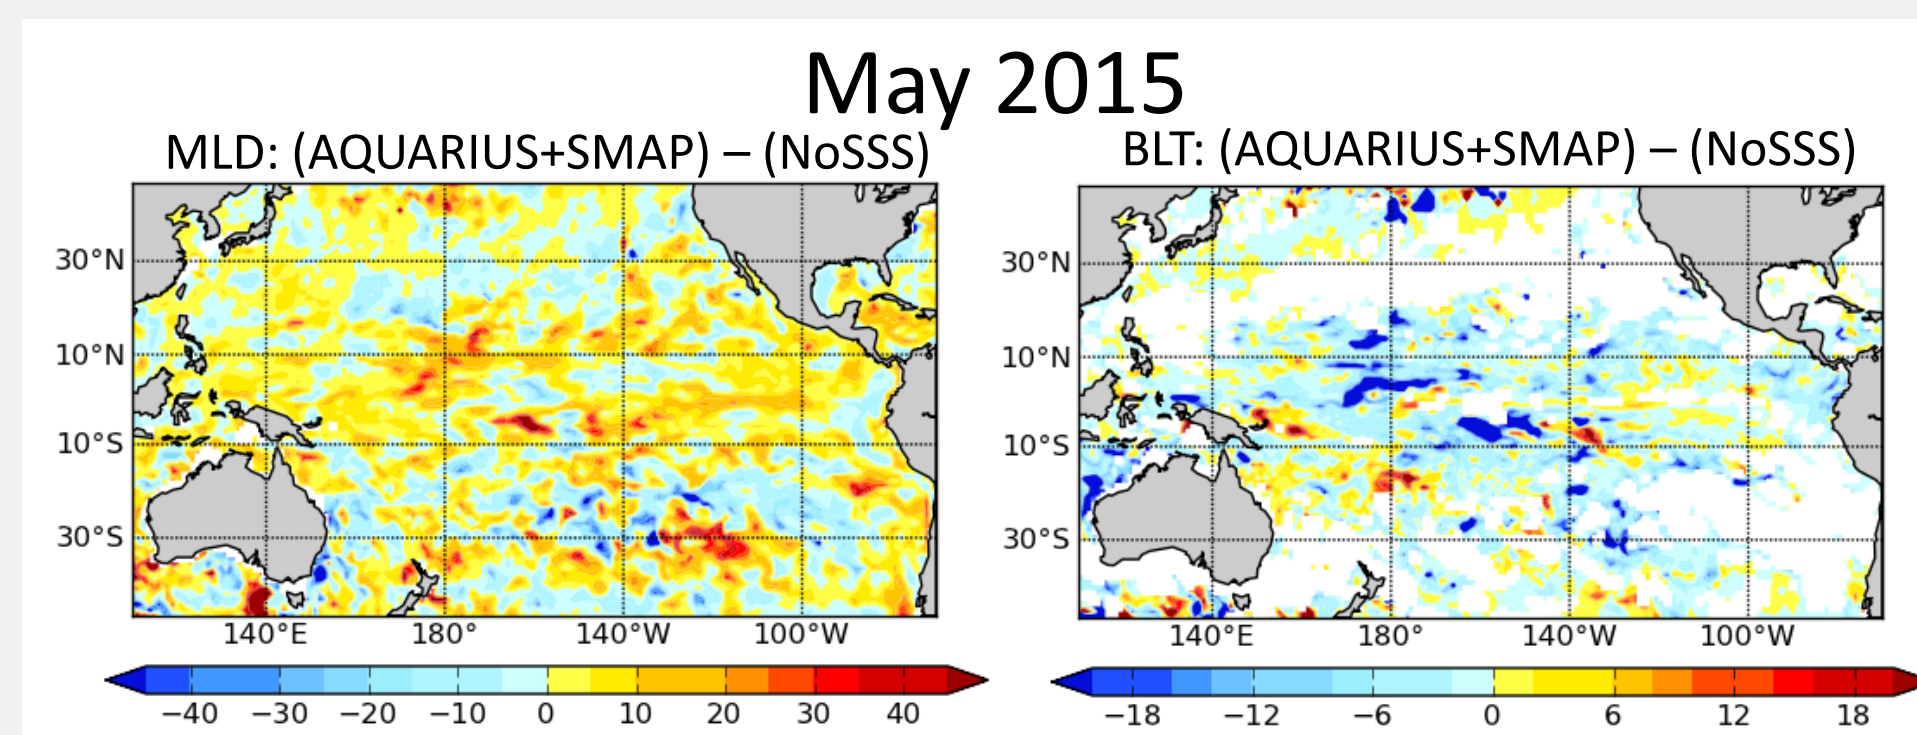 May 2015
MLD: (AQUARIUS+SMAP) – (NoSSS)
BLT: (AQUARIUS+SMAP) – (NoSSS)
30°N
10°N
10°S
30°S
140°E 180° 140°W 100°W
−40 −30 −20 −10 0 10 20 30 40
30°N
10°N
10°S
30°S
140°E 180° 140°W 100°W
−18 −12 −6 0 6 12 18